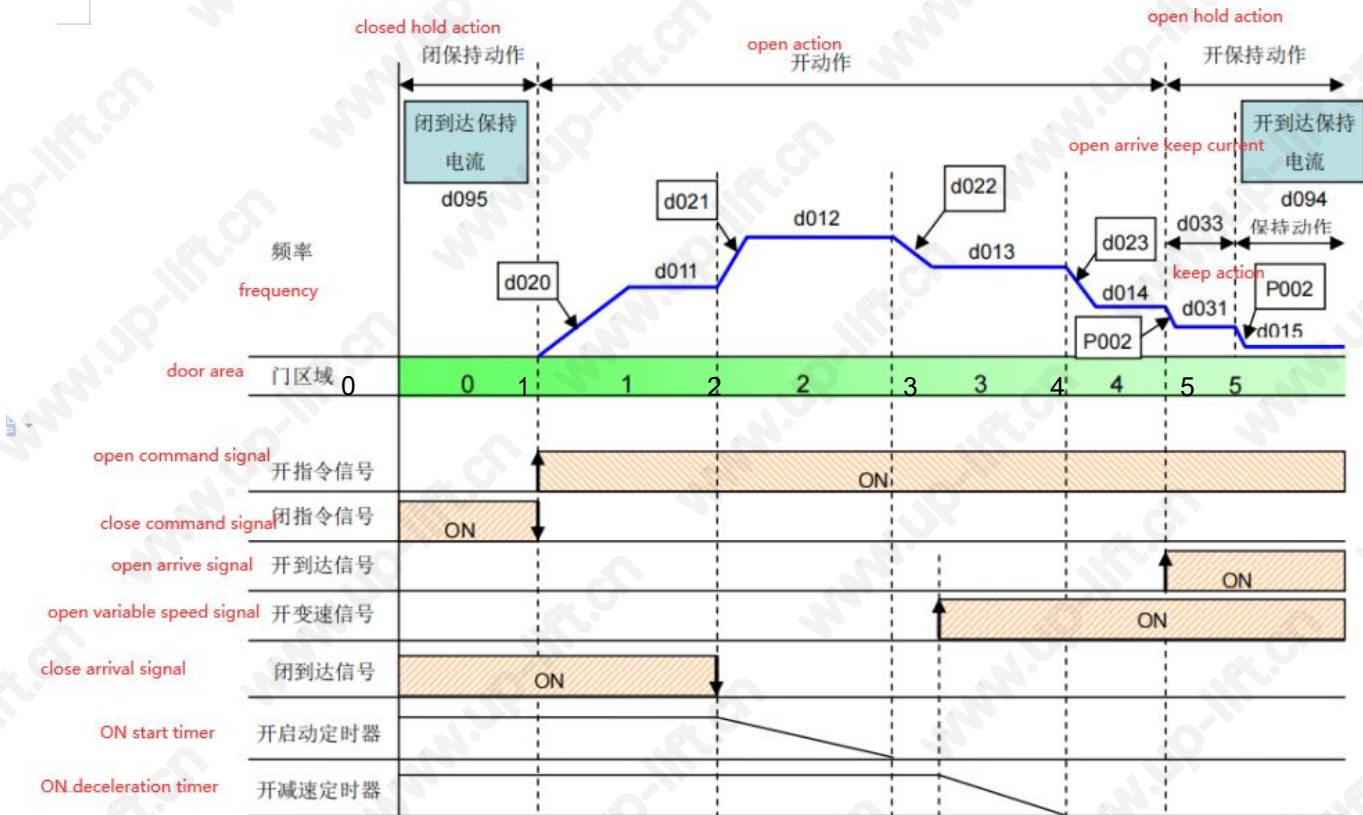 closed hold action
open action
open hold action
闭保持动作
开动作
开保持动作
闭到达保持
电流
d095
open arrive keep current
开到达保持
电流
d094
d020
d011
d021
d012
d022
d013
d023
d014
d033
保持动作
keep action
P002
d031
P002
d015
频率
frequency
door area
门区域
0 0 1 1 2 2 3 3 4 4 5 5
open command signal
开指令信号
ON
close command signal
闭指令信号
ON
open arrive signal
开到达信号
ON
open variable speed signal
开变速信号
ON
close arrival signal
闭到达信号
ON
ON start timer
开启动定时器
ON deceleration timer
开减速定时器
www.up-lift.cn